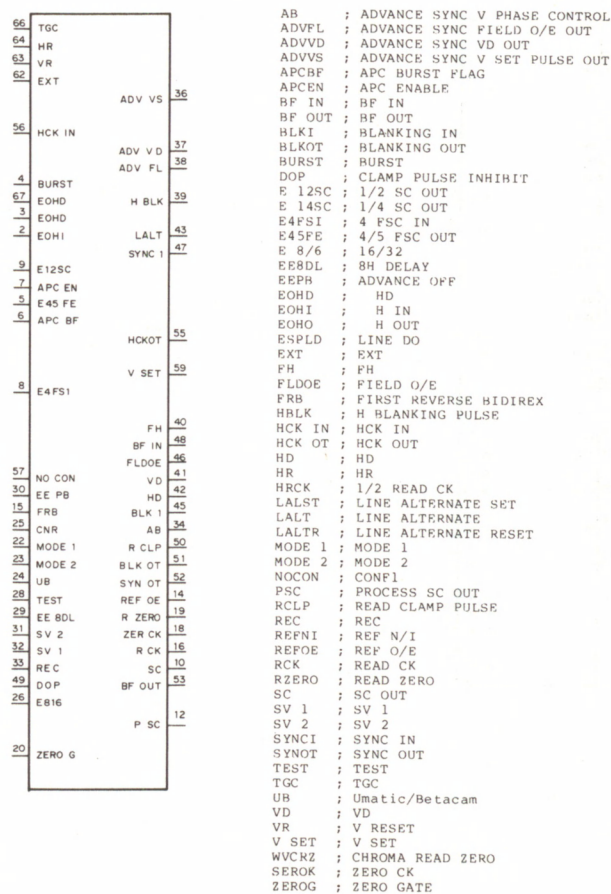 66 TGC
64 HR
63 VR
62 EXT
ADV VS 36
56 HCK IN
ADV VD 37
ADV FL 38
4 BURST
67 EOHD H BLK 39
3 EOHD
2 EOHI LALT 43
SYNC 1 47
9 E12SC
7 APC EN
5 E45 FE
6 APC BF
HCKOT 55
V SET 59
8 E4FS1
FH 40
BF IN 48
FLDOE 46
57 NO CON VD 41
30 EE PB HD 42
15 FRB BLK 1 45
25 CNR AB 34
22 MODE 1 R CLP 50
23 MODE 2 BLK OT 51
24 UB SYN OT 52
28 TEST REF OE 14
29 EE 8DL R ZERO 19
31 SV 2 ZER CK 18
32 SV 1 R CK 16
33 REC SC 10
49 DOP BF OUT 53
26 E816
P SC 12
20 ZERO G
AB ; ADVANCE SYNC V PHASE CONTROL
ADVFL ; ADVANCE SYNC FIELD O/E OUT
ADVVD ; ADVANCE SYNC VD OUT
ADVVS ; ADVANCE SYNC V SET PULSE OUT
APCBF ; APC BURST FLAG
APCEN ; APC ENABLE
BF IN ; BF IN
BF OUT ; BF OUT
BLKI ; BLANKING IN
BLKOT ; BLANKING OUT
BURST ; BURST
DOP ; CLAMP PULSE INHIBIT
E 12SC ; 1/2 SC OUT
E 14SC ; 1/4 SC OUT
E4FSI ; 4 FSC IN
E45FE ; 4/5 FSC OUT
E 8/6 ; 16/32
EE8DL ; 8H DELAY
EEPB ; ADVANCE OFF
EOHD ; HD
EOHI ; H IN
EOHO ; H OUT
ESPLD ; LINE DO
EXT ; EXT
FH ; FH
FLDOE ; FIELD O/E
FRB ; FIRST REVERSE BIDIREX
HBLK ; H BLANKING PULSE
HCK IN ; HCK IN
HCK OT ; HCK OUT
HD ; HD
HR ; HR
HRCK ; 1/2 READ CK
LALST ; LINE ALTERNATE SET
LALT ; LINE ALTERNATE
LALTR ; LINE ALTERNATE RESET
MODE 1 ; MODE 1
MODE 2 ; MODE 2
NOCON ; CONF1
PSC ; PROCESS SC OUT
RCLP ; READ CLAMP PULSE
REC ; REC
REFNI ; REF N/I
REFOE ; REF O/E
RCK ; READ CK
RZERO ; READ ZERO
SC ; SC OUT
SV 1 ; SV 1
SV 2 ; SV 2
SYNCI ; SYNC IN
SYNOT ; SYNC OUT
TEST ; TEST
TGC ; TGC
UB ; Umatic/Betacam
VD ; VD
VR ; V RESET
V SET ; V SET
WVCRZ ; CHROMA READ ZERO
SEROK ; ZERO CK
ZEROG ; ZERO GATE